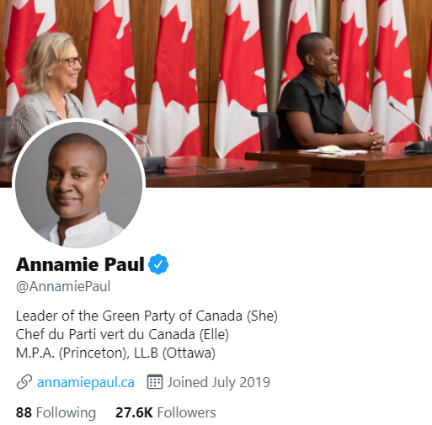 Annamie Paul
@AnnamiePaul
Leader of the Green Party of Canada (She)
Chef du Parti vert du Canada (Elle)
M.P.A. (Princeton), LL.B (Ottawa)
annamiepaul.ca Joined July 2019
88 Following 27.6K Followers